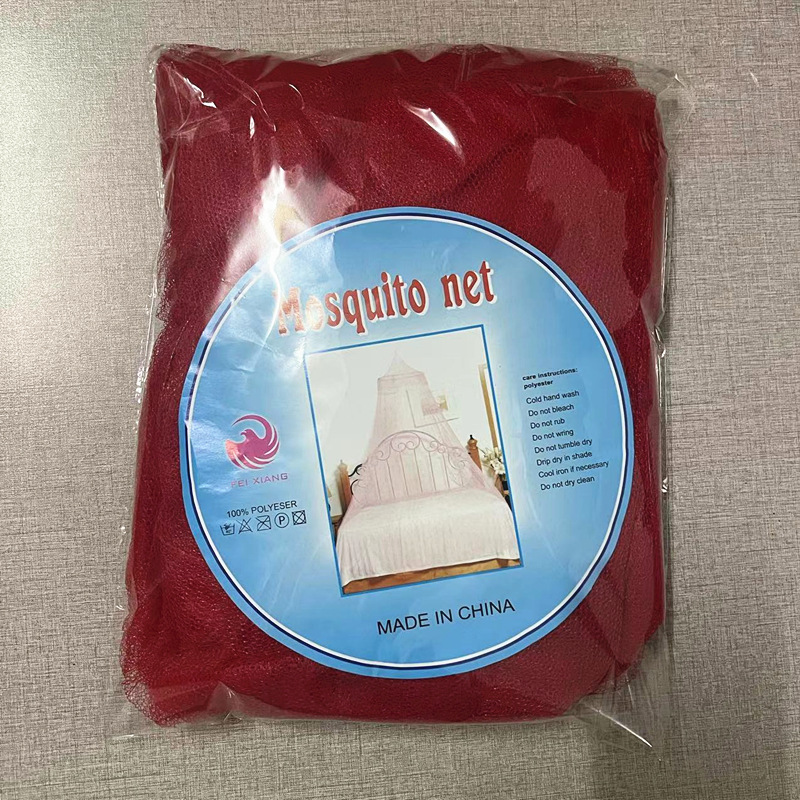 Mosquito net
care instructions:
polyester
Cold hand wash
Do not bleach
Do not rub
Do not wring
Do not tumble dry
Drip dry in shade
Cool iron if necessary
Do not dry clean
FEI XIANG
100% POLYESER
P
MADE IN CHINA